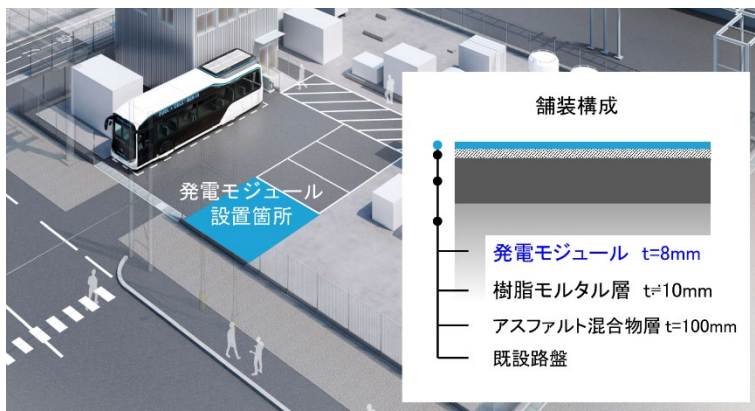 発電モジュール
設置箇所
舗装構成
発電モジュール t=8mm
樹脂モルタル層 t≒10mm
アスファルト混合物層 t=100mm
既設路盤